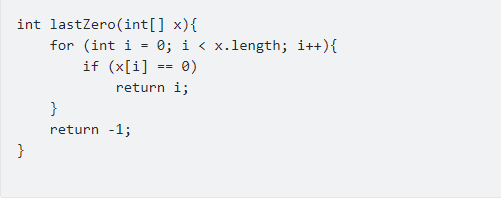 int lastZero(int[] x){
    for (int i = 0; i < x.length; i++){
        if (x[i] == 0)
            return i;
    }
    return -1;
}